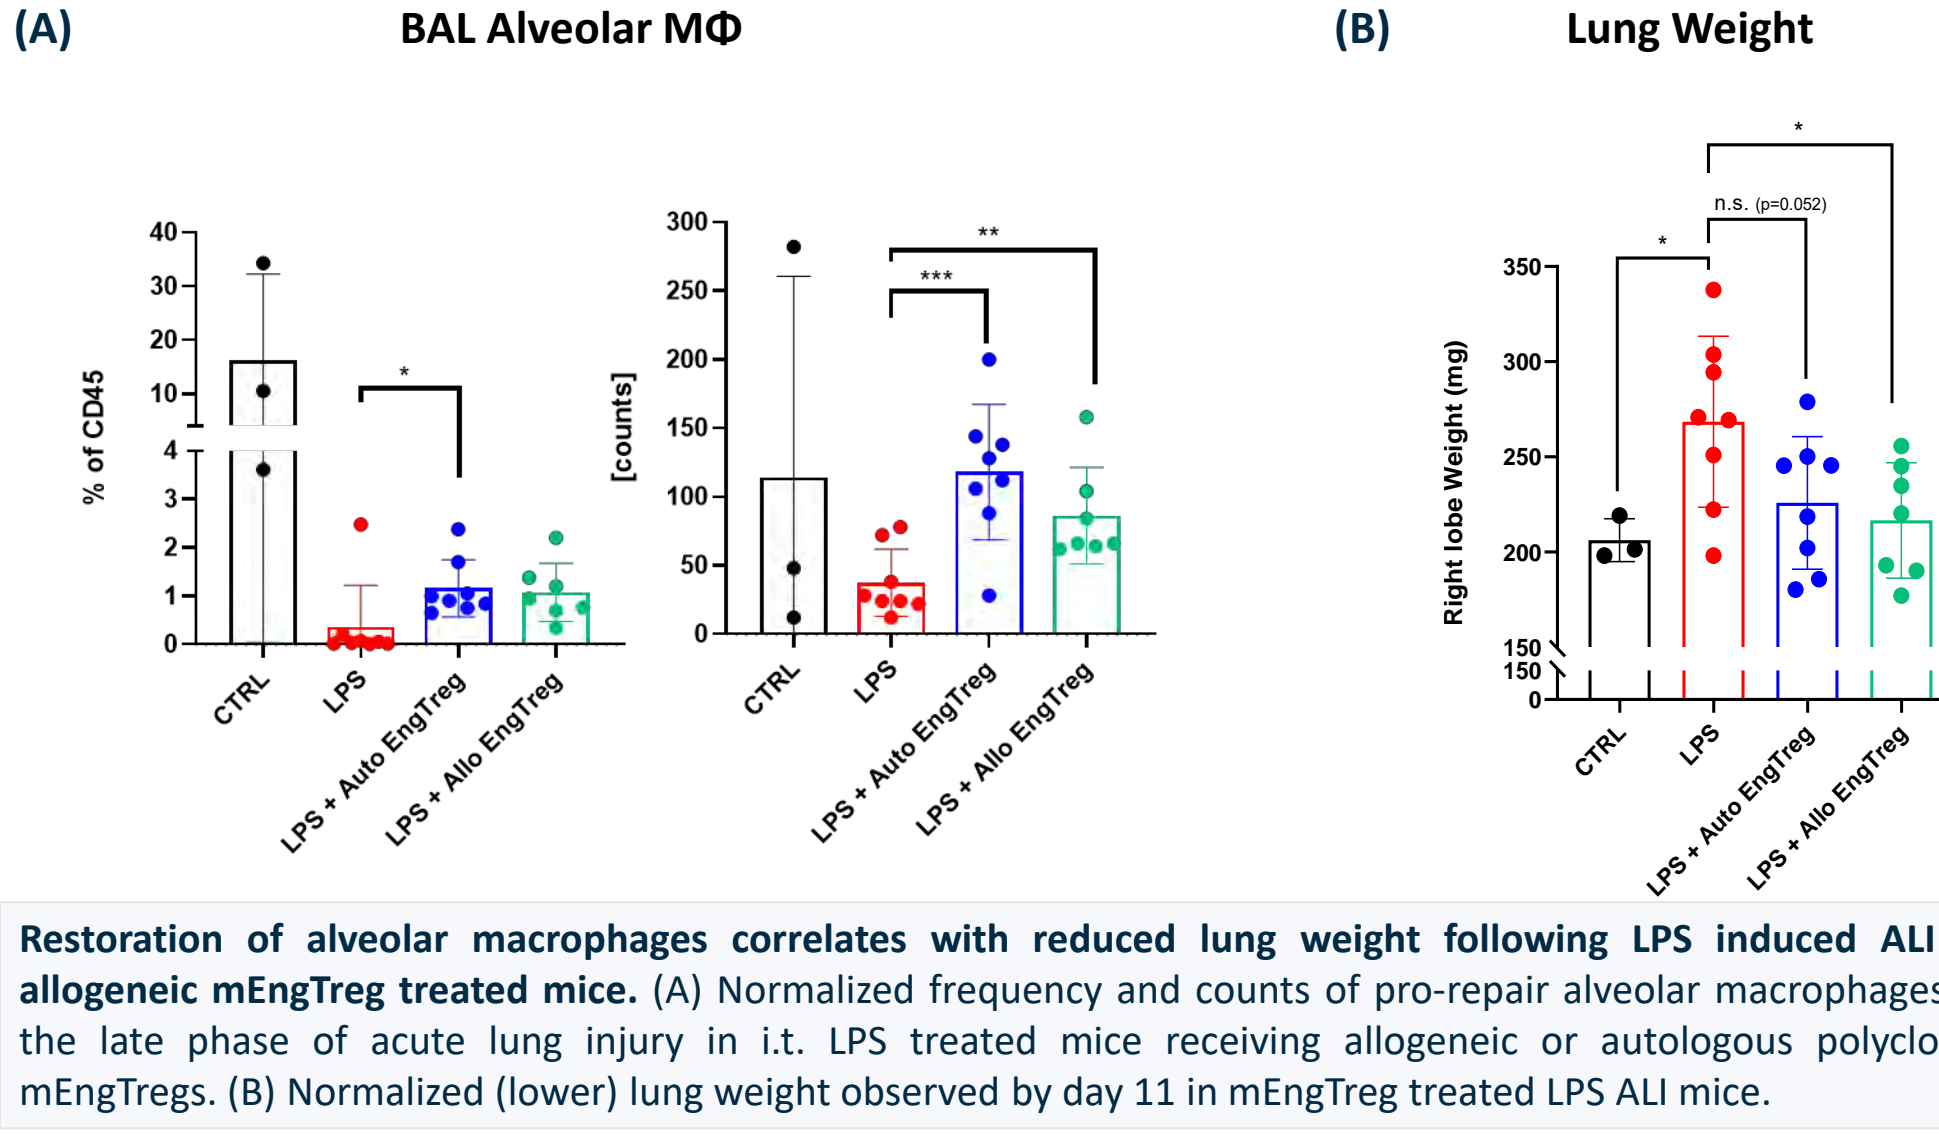 (A) BAL Alveolar MΦ
(B) Lung Weight
% of CD45
40
30
20
10
4
3
2
1
0
*
CTRL
LPS
LPS + Auto EngTreg
LPS + Allo EngTreg
[counts]
300
250
200
150
100
50
0
**
***
CTRL
LPS
LPS + Auto EngTreg
LPS + Allo EngTreg
Right lobe Weight (mg)
350
300
250
200
150
150
0
*
n.s. (p=0.052)
*
CTRL
LPS
LPS + Auto EngTreg
LPS + Allo EngTreg
Restoration of alveolar macrophages correlates with reduced lung weight following LPS induced ALI
allogeneic mEngTreg treated mice. (A) Normalized frequency and counts of pro-repair alveolar macrophages
the late phase of acute lung injury in i.t. LPS treated mice receiving allogeneic or autologous polyclo
mEngTregs. (B) Normalized (lower) lung weight observed by day 11 in mEngTreg treated LPS ALI mice.